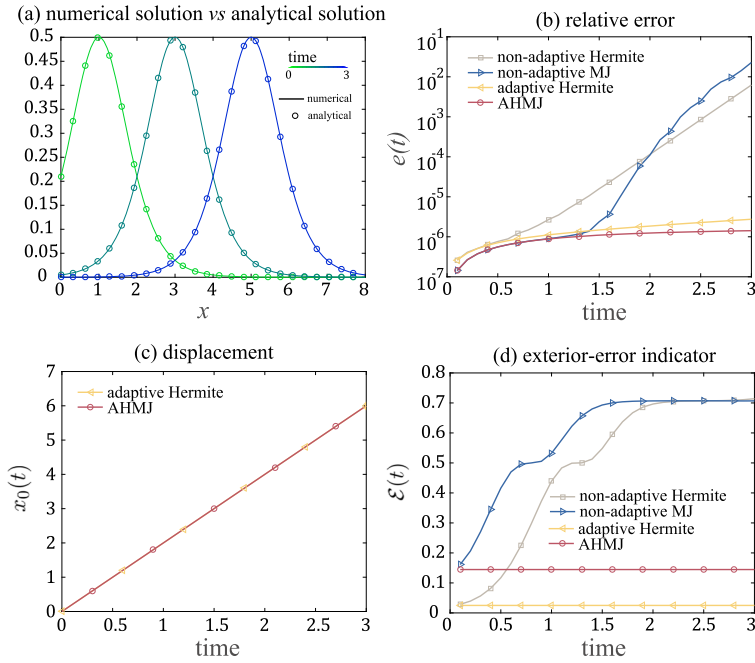 (a) numerical solution vs analytical solution
0.5
0.45
0.4
0.35
0.3
0.25
0.2
0.15
0.1
0.05
0
time
0 3
numerical
analytical
0 1 2 3 4 5 6 7 8
x
(b) relative error
10^-1
10^-2
10^-3
10^-4
10^-5
10^-6
10^-7
e(t)
non-adaptive Hermite
non-adaptive MJ
adaptive Hermite
AHMJ
0 0.5 1 1.5 2 2.5 3
time
(c) displacement
7
6
5
4
3
2
1
0
x_0(t)
adaptive Hermite
AHMJ
0 0.5 1 1.5 2 2.5 3
time
(d) exterior-error indicator
0.8
0.7
0.6
0.5
0.4
0.3
0.2
0.1
0
ℰ(t)
non-adaptive Hermite
non-adaptive MJ
adaptive Hermite
AHMJ
0 0.5 1 1.5 2 2.5 3
time